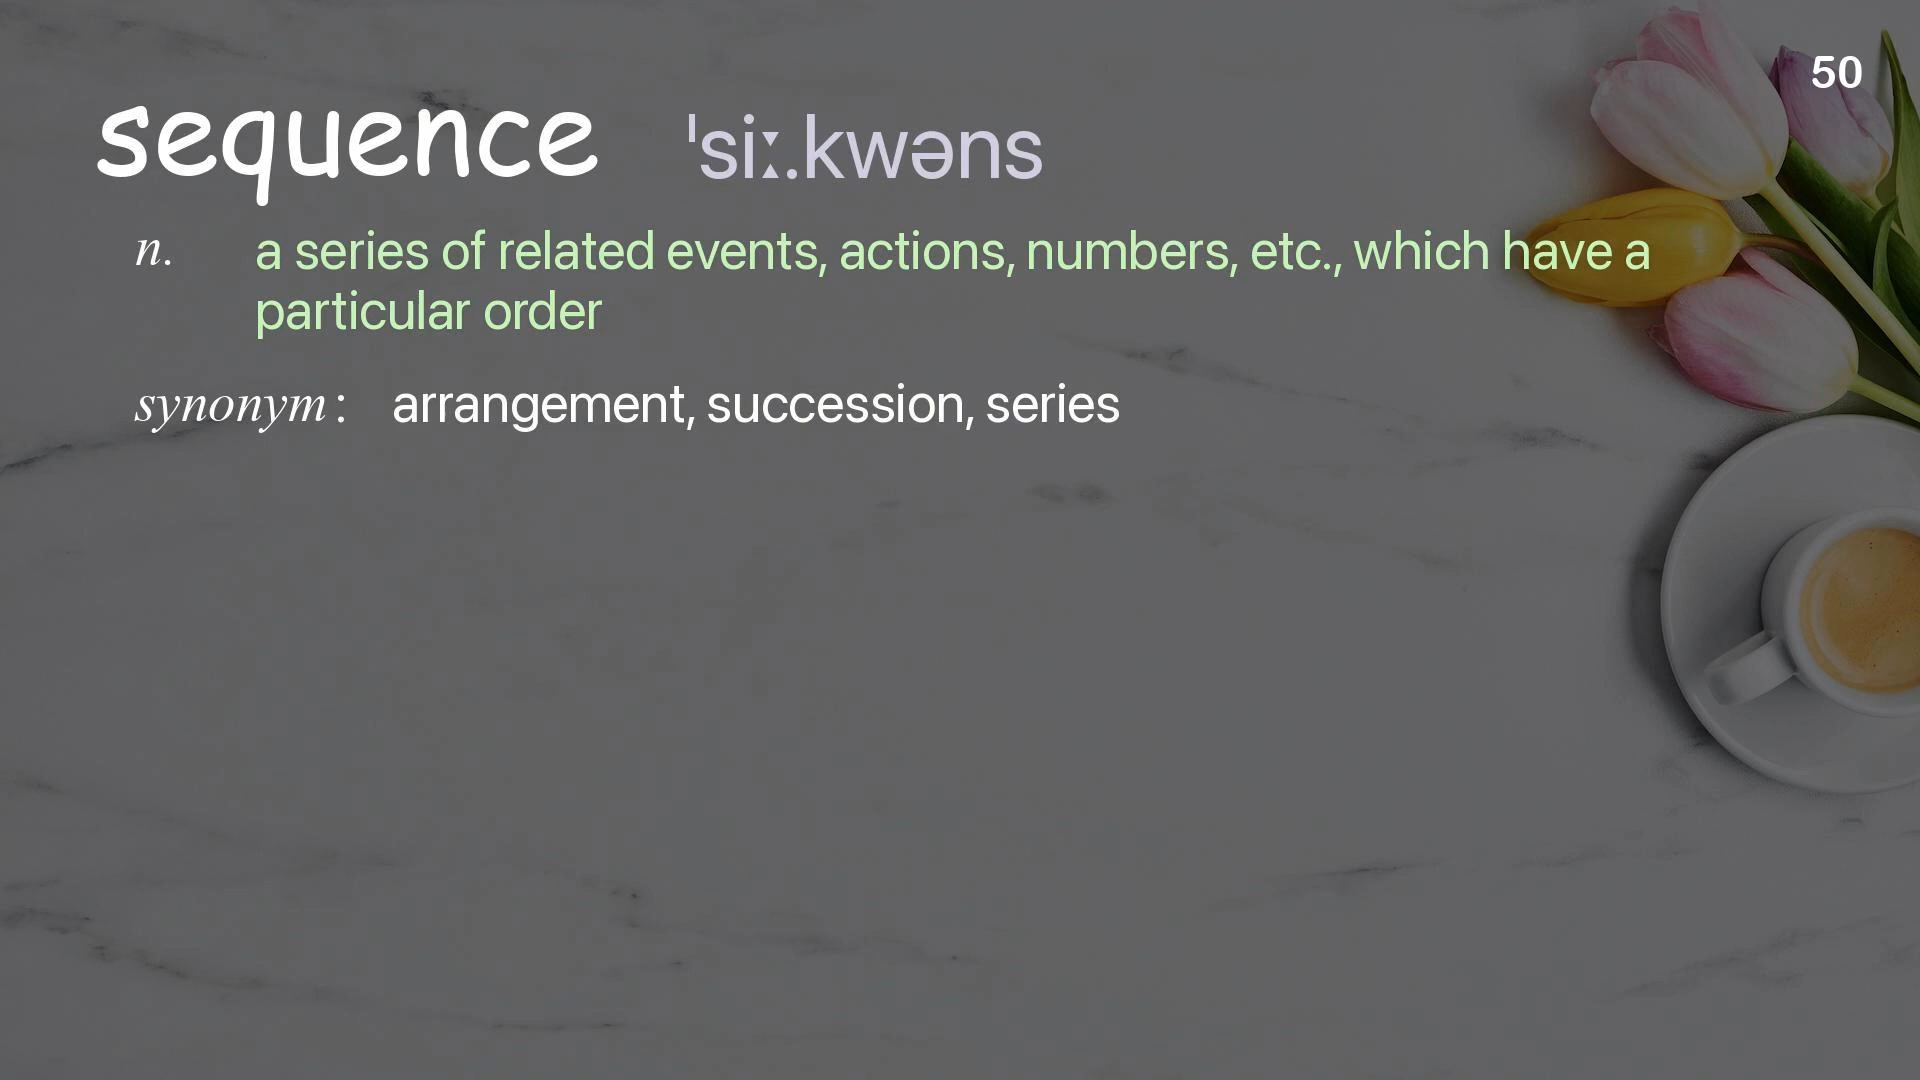 50
sequence ˈsiː.kwəns
n. a series of related events, actions, numbers, etc., which have a
particular order
synonym: arrangement, succession, series